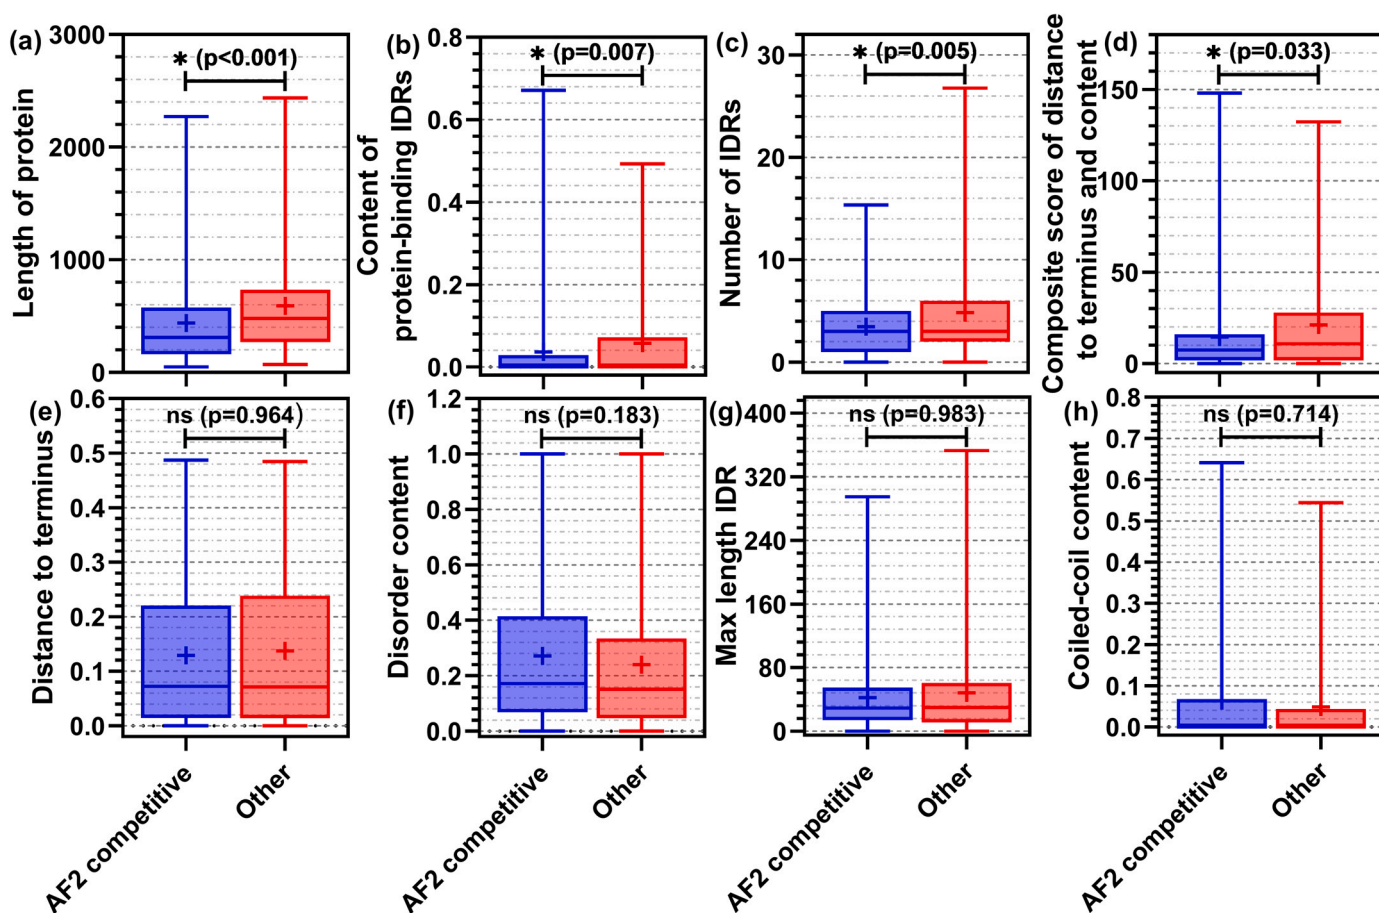 (a)
Length of protein
3000
2000
1000
0
* (p<0.001)
(b)
Content of
protein-binding IDRs
0.8
0.6
0.4
0.2
0.0
* (p=0.007)
(c)
Number of IDRs
30
20
10
0
* (p=0.005)
(d)
Composite score of distance
to terminus and content
150
100
50
0
* (p=0.033)
(e)
Distance to terminus
0.6
0.5
0.4
0.3
0.2
0.1
0.0
ns (p=0.964)
(f)
Disorder content
1.2
1.0
0.8
0.6
0.4
0.2
0.0
ns (p=0.183)
(g)
Max length IDR
400
320
240
160
80
0
ns (p=0.983)
(h)
Coiled-coil content
0.8
0.7
0.6
0.5
0.4
0.3
0.2
0.1
0.0
ns (p=0.714)
AF2 competitive
Other
AF2 competitive
Other
AF2 competitive
Other
AF2 competitive
Other